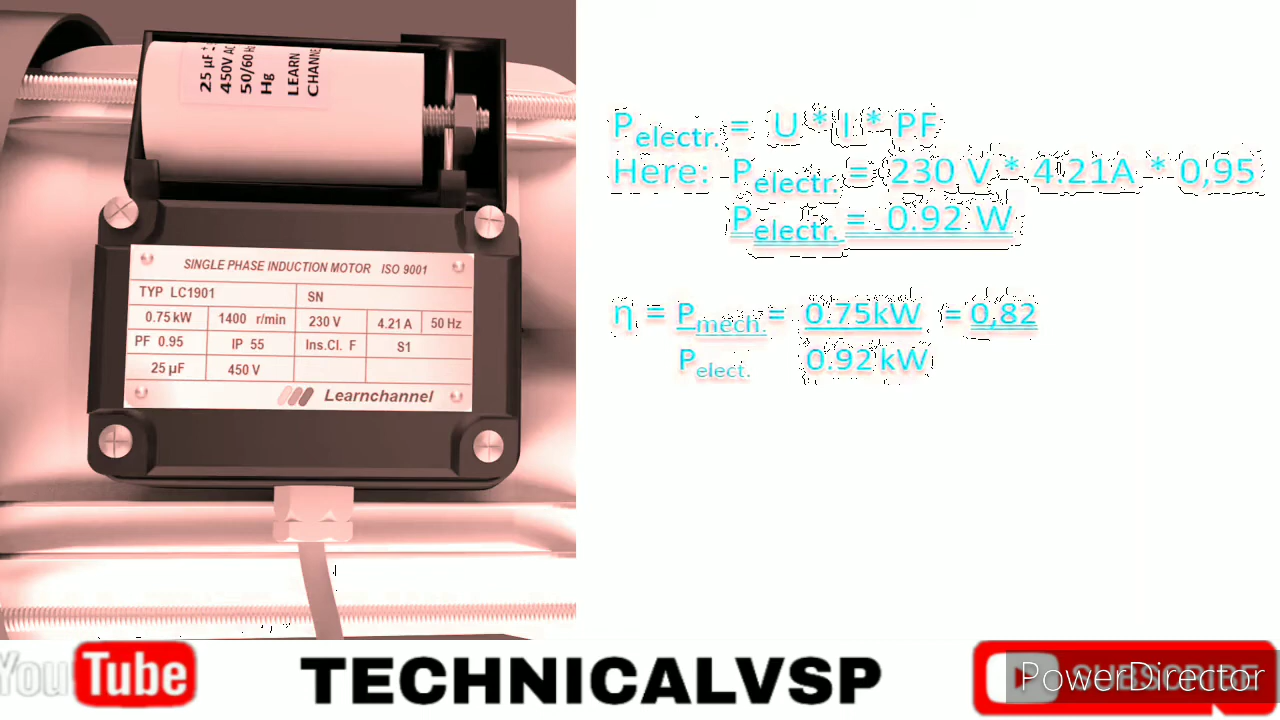 25 µF
450V AC
50/60 Hz
Hg
LEARN
CHANNEL
SINGLE PHASE INDUCTION MOTOR ISO 9001
TYP LC1901 SN
0.75 kW 1400 r/min 230 V 4.21 A 50 Hz
PF 0.95 IP 55 Ins.Cl. F S1
25 µF 450 V
Learnchannel
Pelectr. = U * I * PF
Here: Pelectr. = 230 V * 4.21A * 0,95
Pelectr. = 0.92 W
η = Pmech. = 0.75kW = 0,82
Pelect. 0.92 kW
YouTube
TECHNICALVSP
SUBSCRIBE
PowerDirector